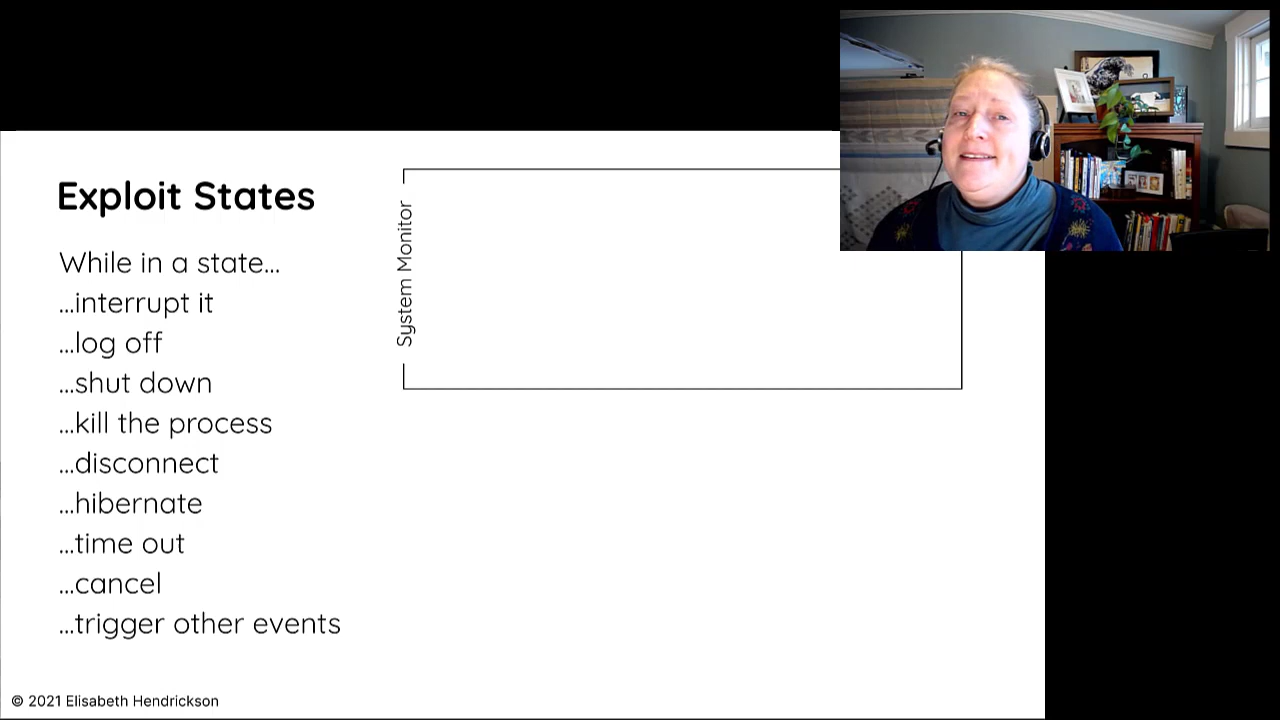 Exploit States
While in a state...
...interrupt it
...log off
...shut down
...kill the process
...disconnect
...hibernate
...time out
...cancel
...trigger other events
System Monitor
© 2021 Elisabeth Hendrickson